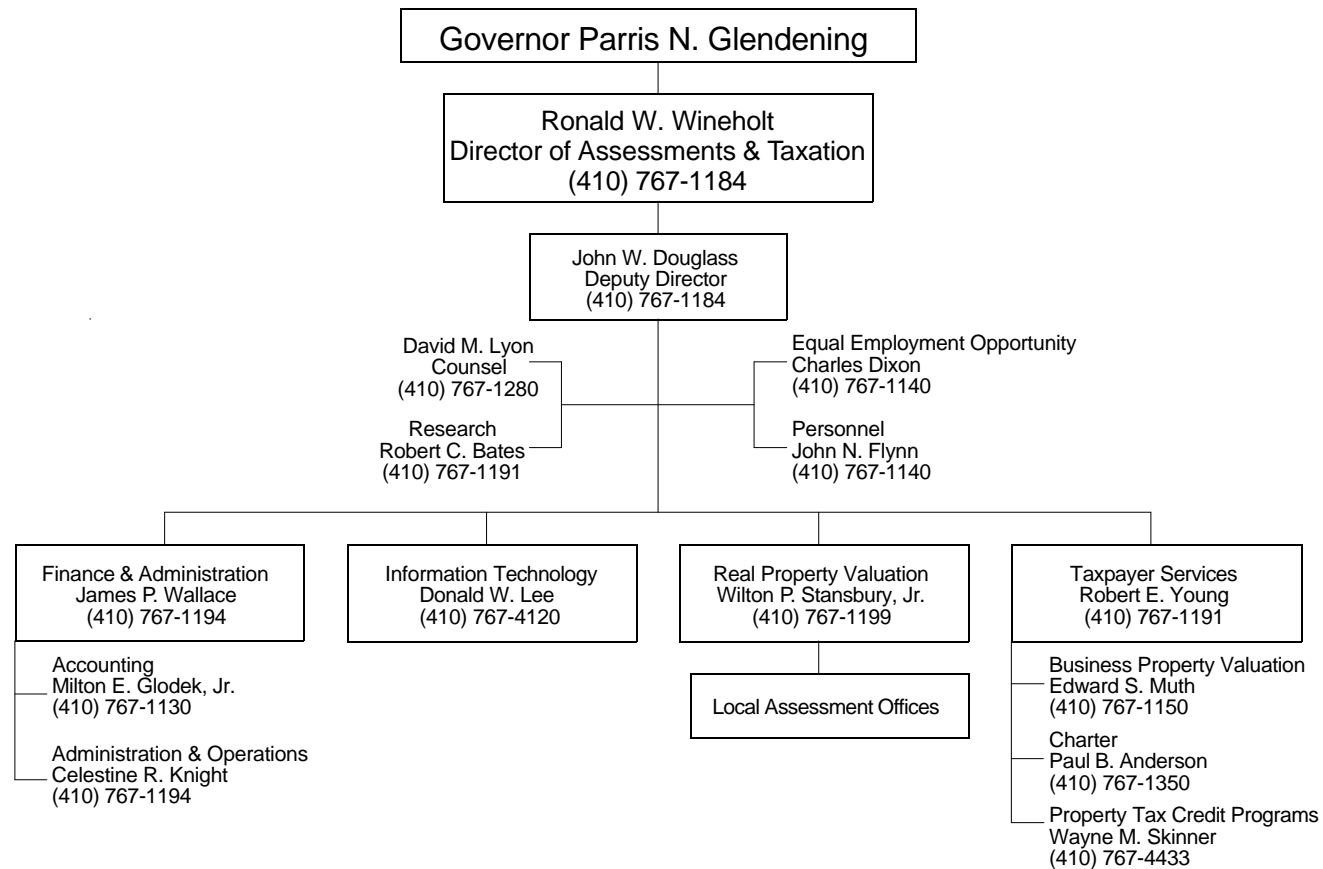 Governor Parris N. Glendening
Ronald W. Wineholt
Director of Assessments & Taxation
(410) 767-1184
John W. Douglass
Deputy Director
(410) 767-1184
David M. Lyon
Counsel
(410) 767-1280
Research
Robert C. Bates
(410) 767-1191
Equal Employment Opportunity
Charles Dixon
(410) 767-1140
Personnel
John N. Flynn
(410) 767-1140
Finance & Administration
James P. Wallace
(410) 767-1194
Accounting
Milton E. Glodek, Jr.
(410) 767-1130
Administration & Operations
Celestine R. Knight
(410) 767-1194
Information Technology
Donald W. Lee
(410) 767-4120
Real Property Valuation
Wilton P. Stansbury, Jr.
(410) 767-1199
Local Assessment Offices
Taxpayer Services
Robert E. Young
(410) 767-1191
Business Property Valuation
Edward S. Muth
(410) 767-1150
Charter
Paul B. Anderson
(410) 767-1350
Property Tax Credit Programs
Wayne M. Skinner
(410) 767-4433